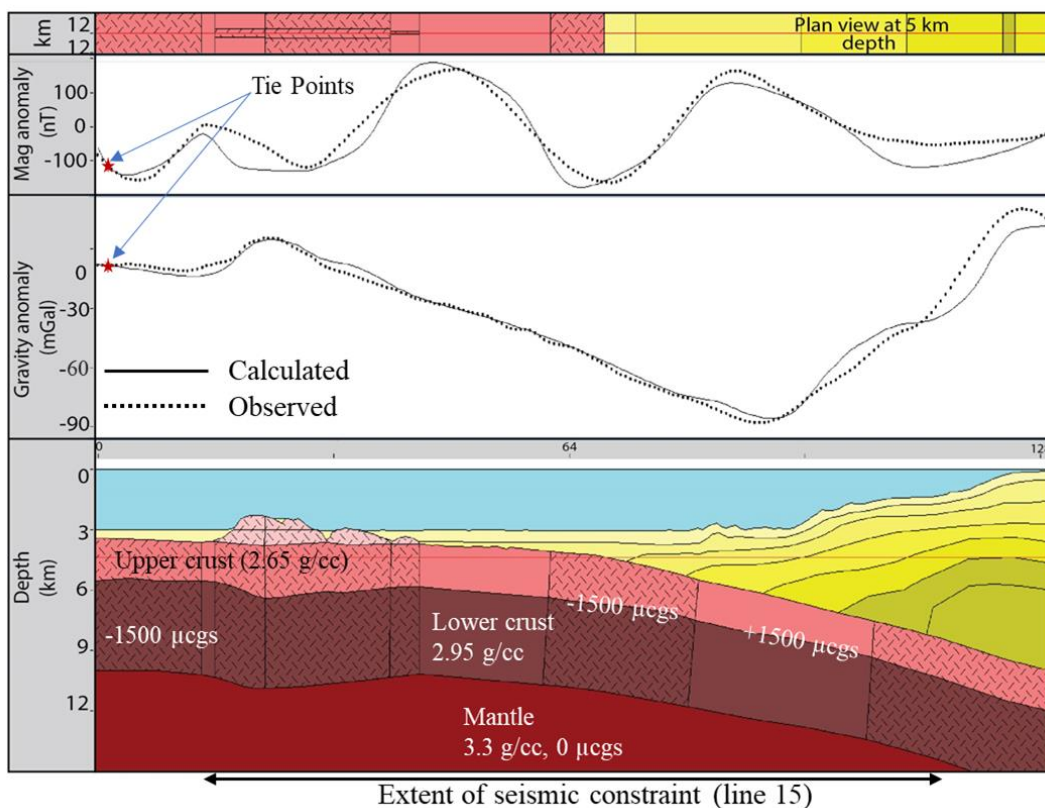 km
12
12
Plan view at 5 km
depth
Mag anomaly
(nT)
100
0
-100
Tie Points
Gravity anomaly
(mGal)
0
-30
-60
-90
Calculated
Observed
0
64
128
Depth
(km)
0
3
6
9
12
Upper crust (2.65 g/cc)
-1500 µcgs
Lower crust
2.95 g/cc
-1500 µcgs
+1500 µcgs
Mantle
3.3 g/cc, 0 µcgs
Extent of seismic constraint (line 15)